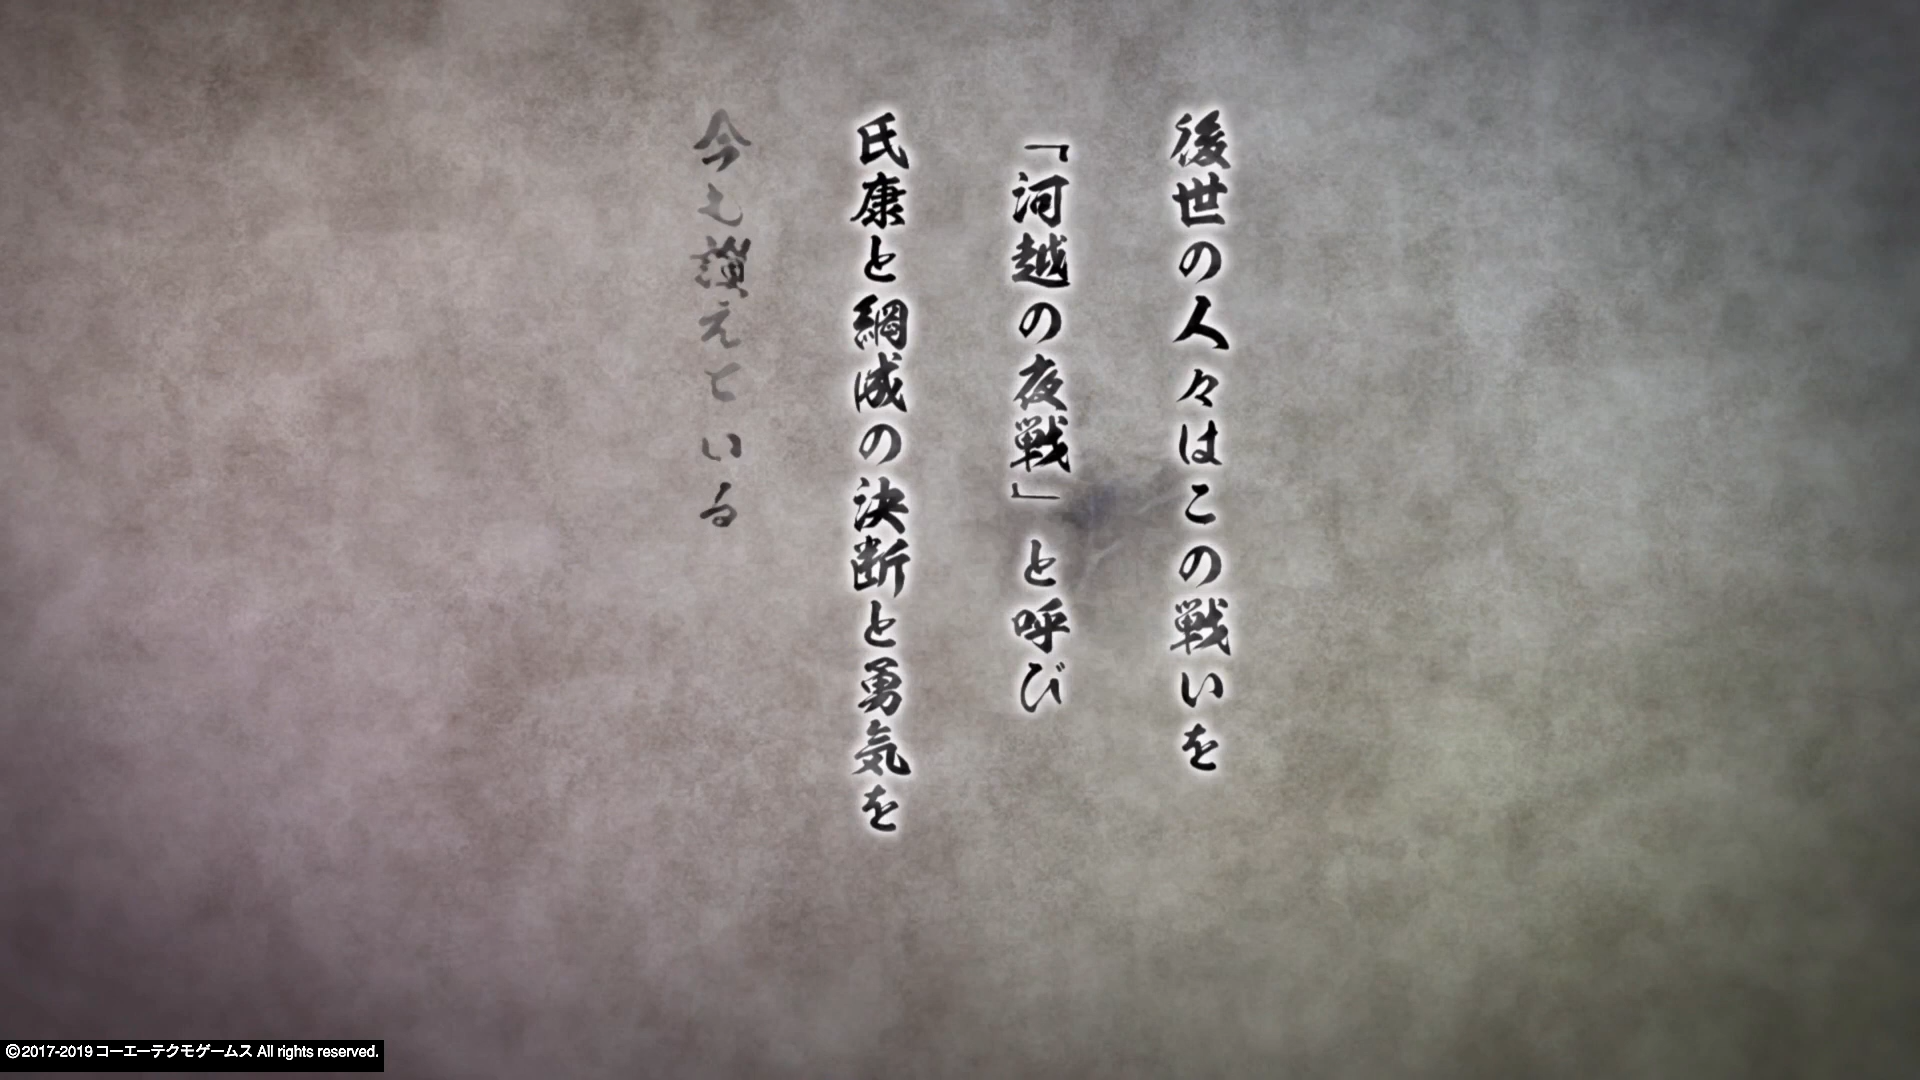 後世の人々はこの戦いを
「河越の夜戦」と呼び
氏康と綱成の決断と勇気を
今も讃えている
©2017-2019 コーエーテクモゲームス All rights reserved.